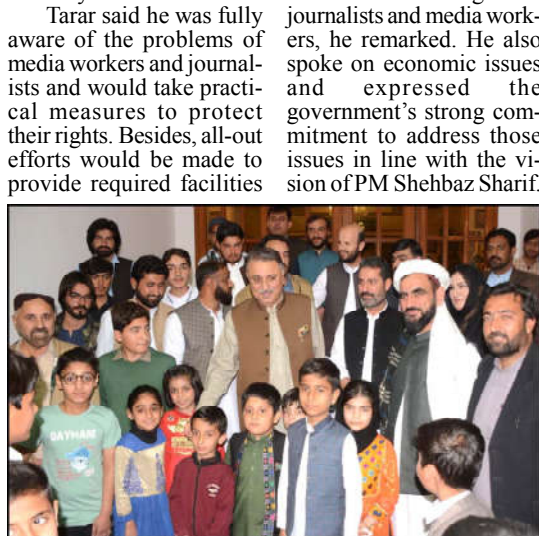 Tarar said he was fully
aware of the problems of
media workers and journal-
ists and would take practi-
cal measures to protect
their rights. Besides, all-out
efforts would be made to
provide required facilities
journalists and media work-
ers, he remarked. He also
spoke on economic issues
and expressed the
government's strong com-
mitment to address those
issues in line with the vi-
sion of PM Shehbaz Sharif.